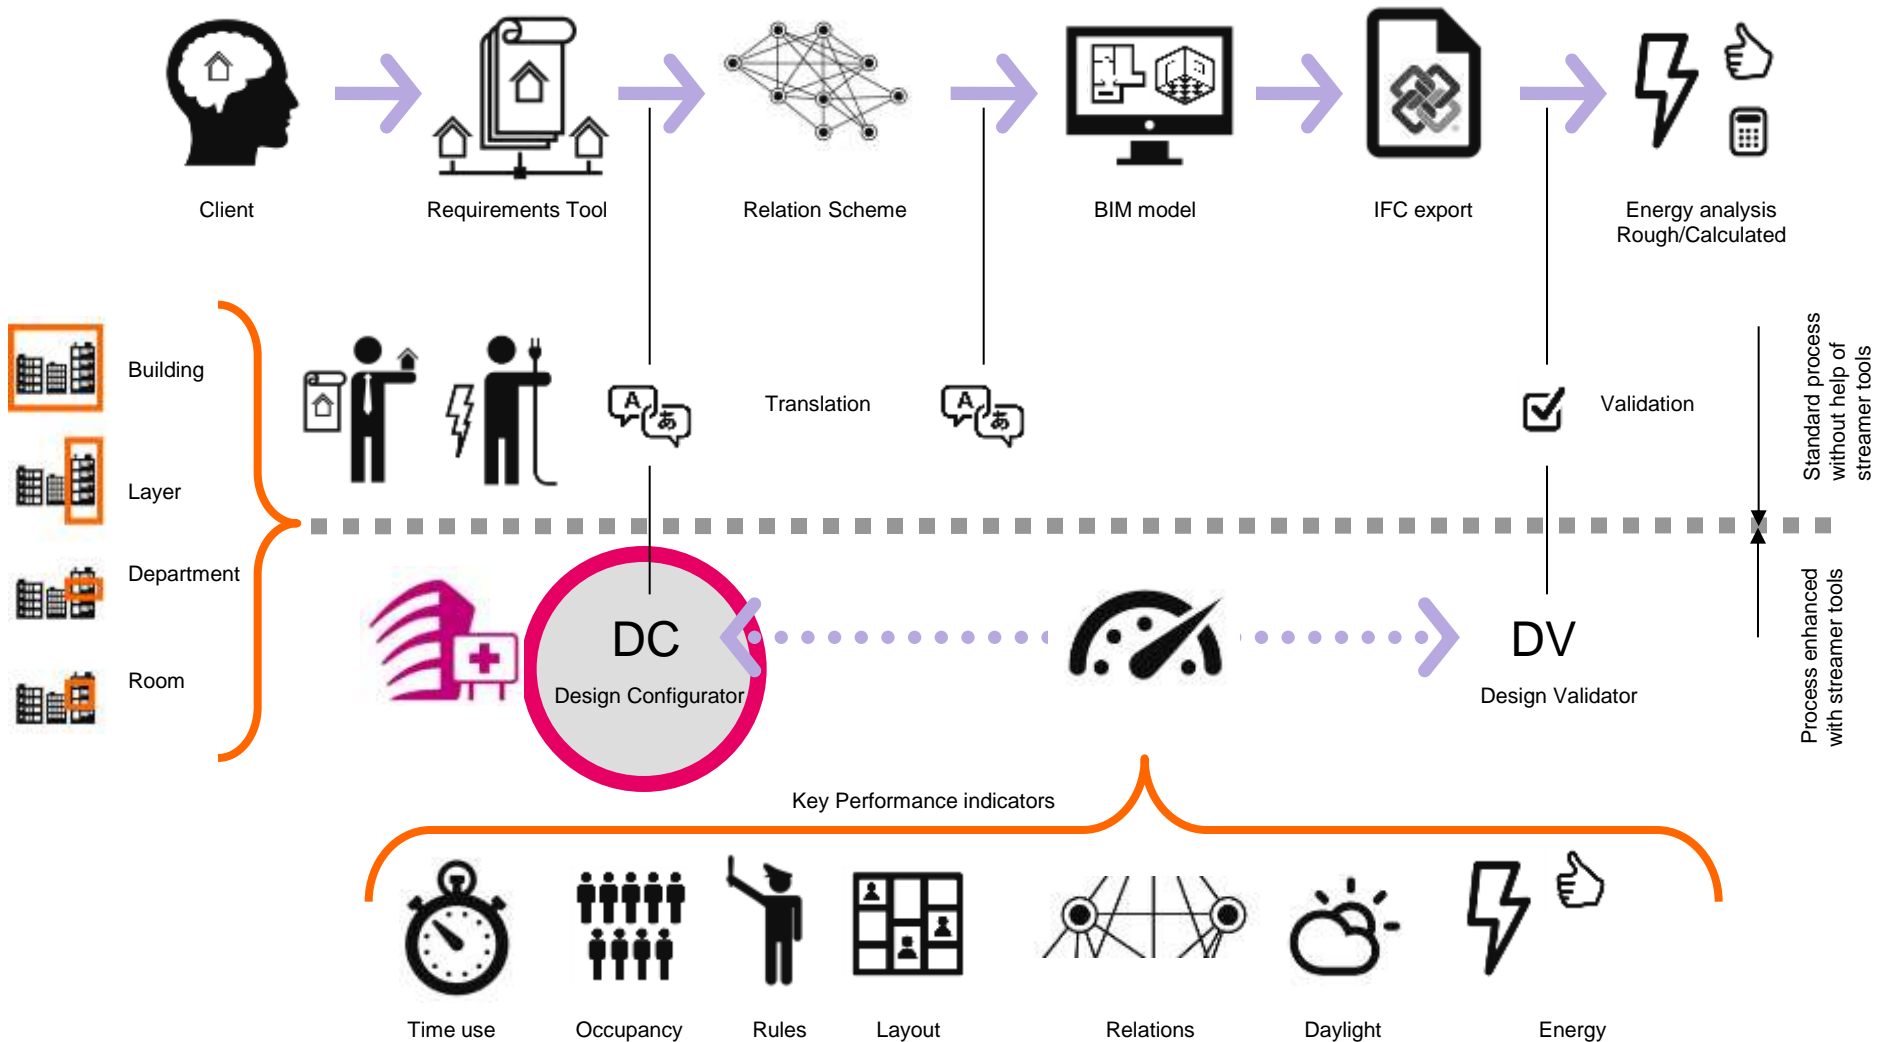 Client
Requirements Tool
Relation Scheme
BIM model
IFC export
Energy analysis
Rough/Calculated
Building
Layer
Department
Room
A
あ
Translation
A
あ
Validation
Standard process
without help of
streamer tools
DC
Design Configurator
DV
Design Validator
Process enhanced
with streamer tools
Key Performance indicators
Time use
Occupancy
Rules
Layout
Relations
Daylight
Energy